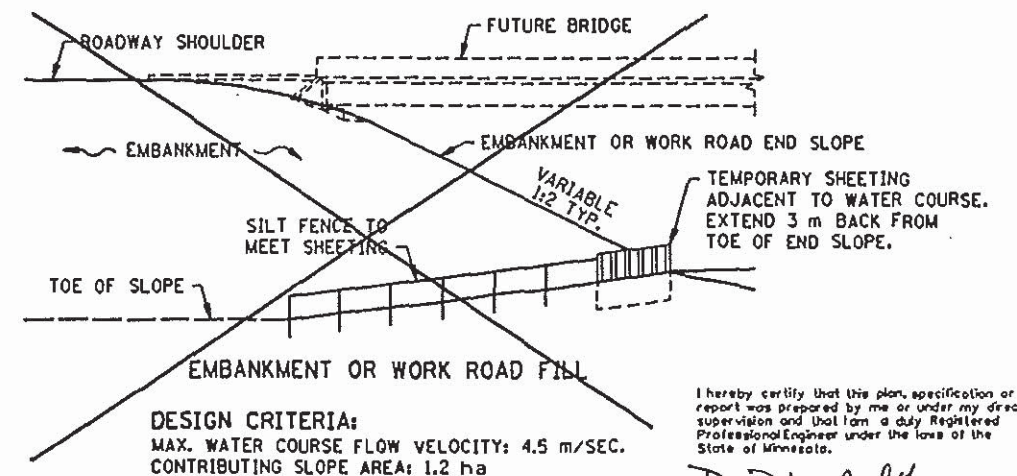 FUTURE BRIDGE
ROADWAY SHOULDER
EMBANKMENT
EMBANKMENT OR WORK ROAD END SLOPE
VARIABLE
1:2 TYP.
TEMPORARY SHEETING
ADJACENT TO WATER COURSE.
EXTEND 3 m BACK FROM
TOE OF END SLOPE.
SILT FENCE TO
MEET SHEETING
TOE OF SLOPE
EMBANKMENT OR WORK ROAD FILL
DESIGN CRITERIA:
MAX. WATER COURSE FLOW VELOCITY: 4.5 m/SEC.
CONTRIBUTING SLOPE AREA: 1.2 ha
I hereby certify that this plan, specification or
report was prepared by me or under my direc
supervision and that I am a duly Registered
Professional Engineer under the laws of the
State of Minnesota.